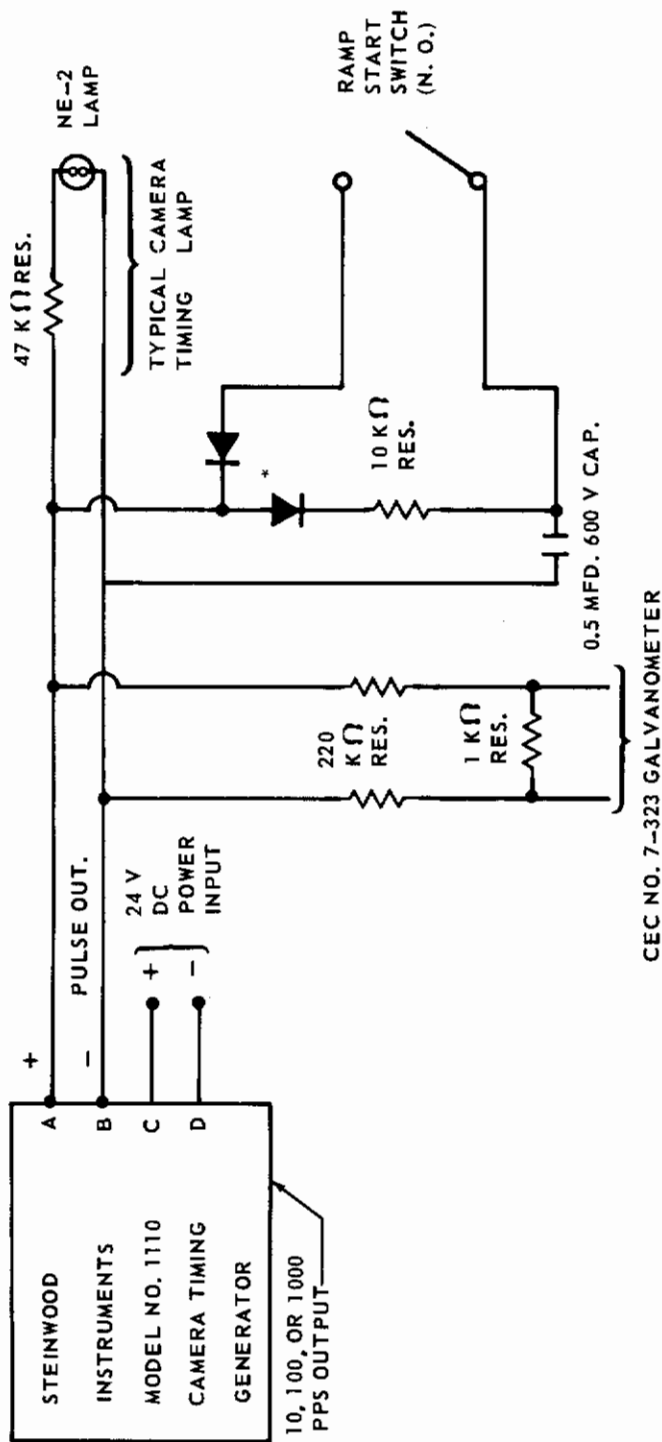 STEINWOOD
INSTRUMENTS
MODEL NO. 1110
CAMERA TIMING
GENERATOR
A
B
C
D
+
−
PULSE OUT.
+
−
24 V
DC
POWER
INPUT
10, 100, OR 1000
PPS OUTPUT
220
KΩ
RES.
1 KΩ
RES.
CEC NO. 7-323 GALVANOMETER
47 KΩ RES.
NE-2
LAMP
TYPICAL CAMERA
TIMING LAMP
*
10 KΩ
RES.
0.5 MFD. 600 V CAP.
RAMP
START
SWITCH
(N. O.)